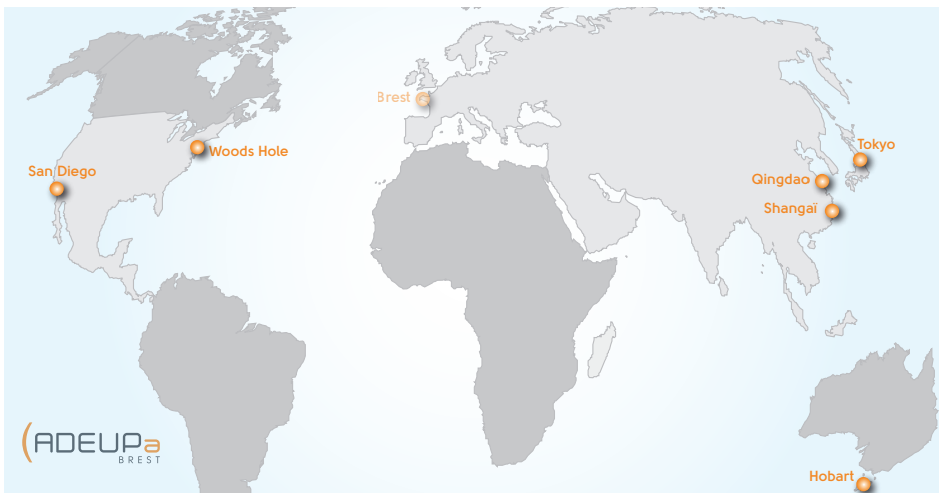 Brest
Tokyo
Woods Hole
San Diego
Qingdao
Shangaï
ADEUPa
BREST
Hobart